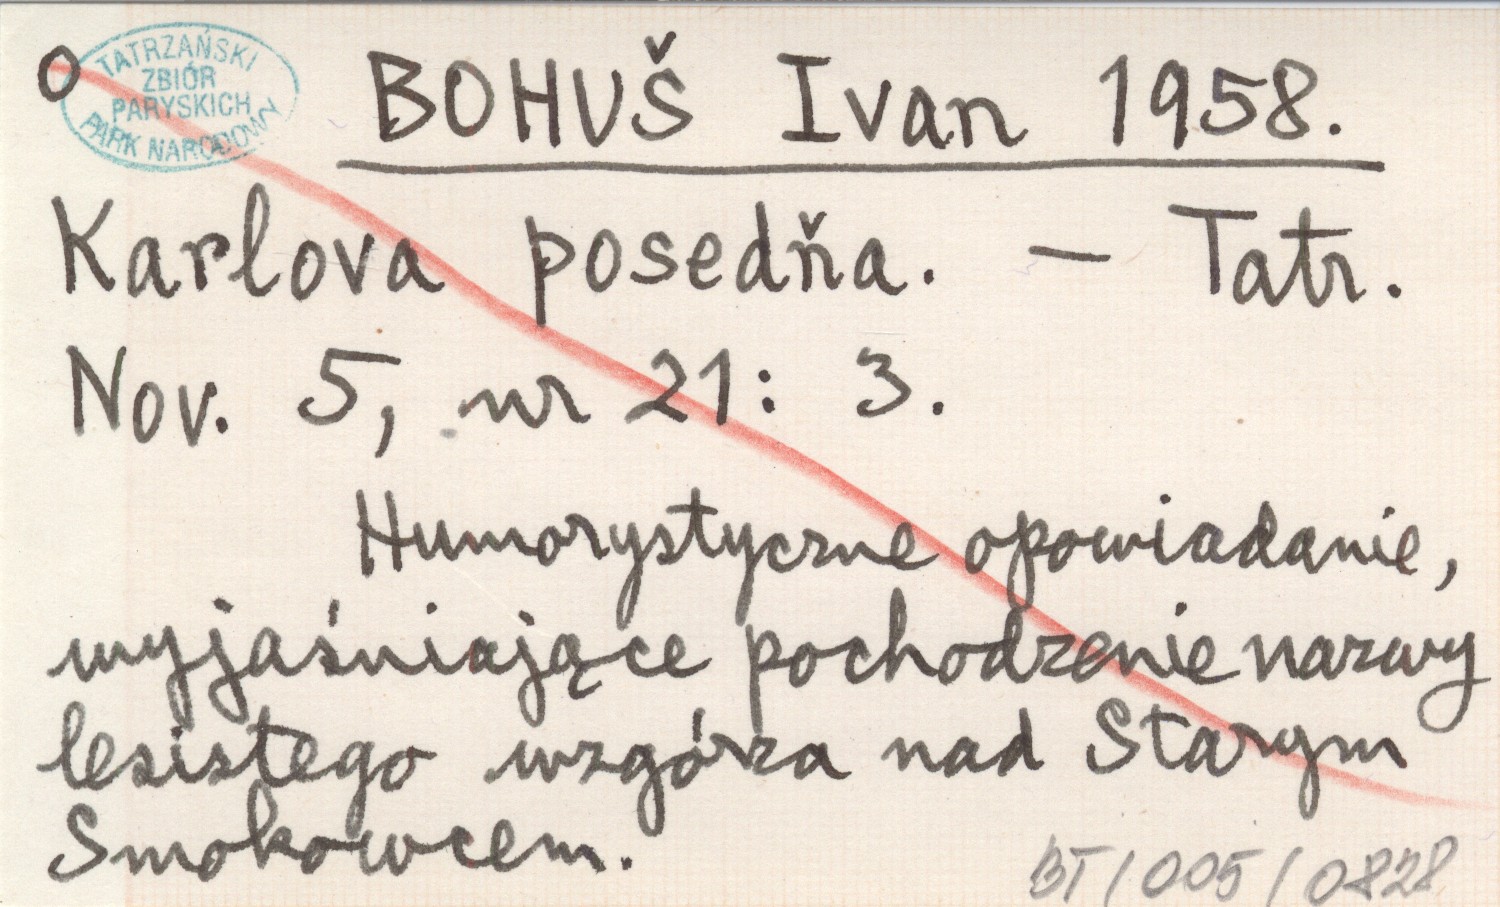 O
TATRZAŃSKI
ZBIÓR
PARYSKICH
PARK NARODOWY
BOHUŠ Ivan 1958.
Karlova posedňa. — Tatr.
Nov. 5, nr 21: 3.
Humorystyczne opowiadanie,
wyjaśniające pochodzenie nazwy
lesistego wzgórza nad Starym
Smokowcem.
BT/005/0828